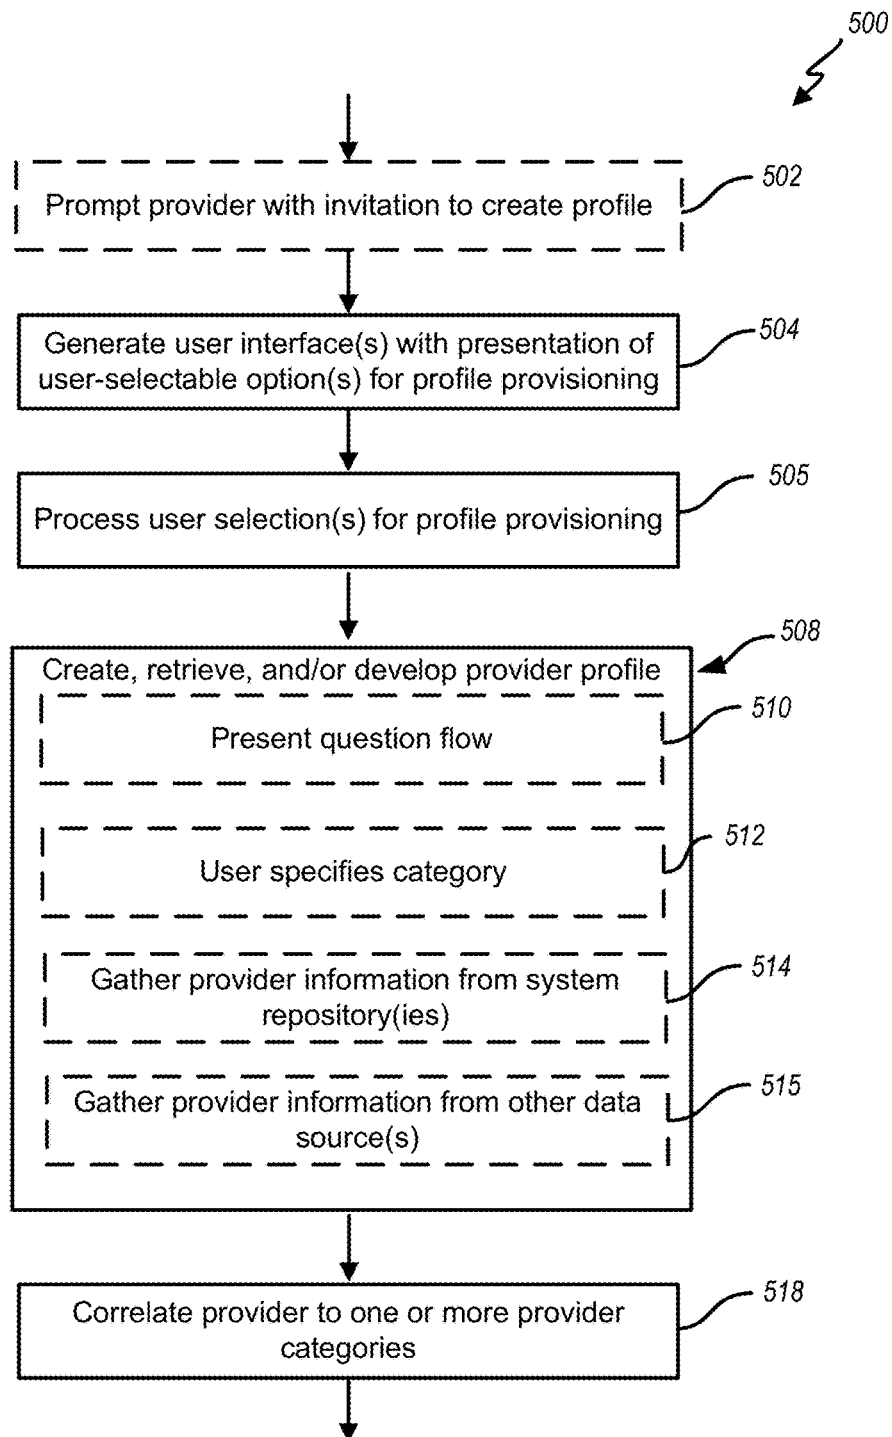 500
Prompt provider with invitation to create profile
502
Generate user interface(s) with presentation of
user-selectable option(s) for profile provisioning
504
Process user selection(s) for profile provisioning
505
508
Create, retrieve, and/or develop provider profile
Present question flow
510
User specifies category
512
Gather provider information from system
repository(ies)
514
Gather provider information from other data
source(s)
515
Correlate provider to one or more provider
categories
518